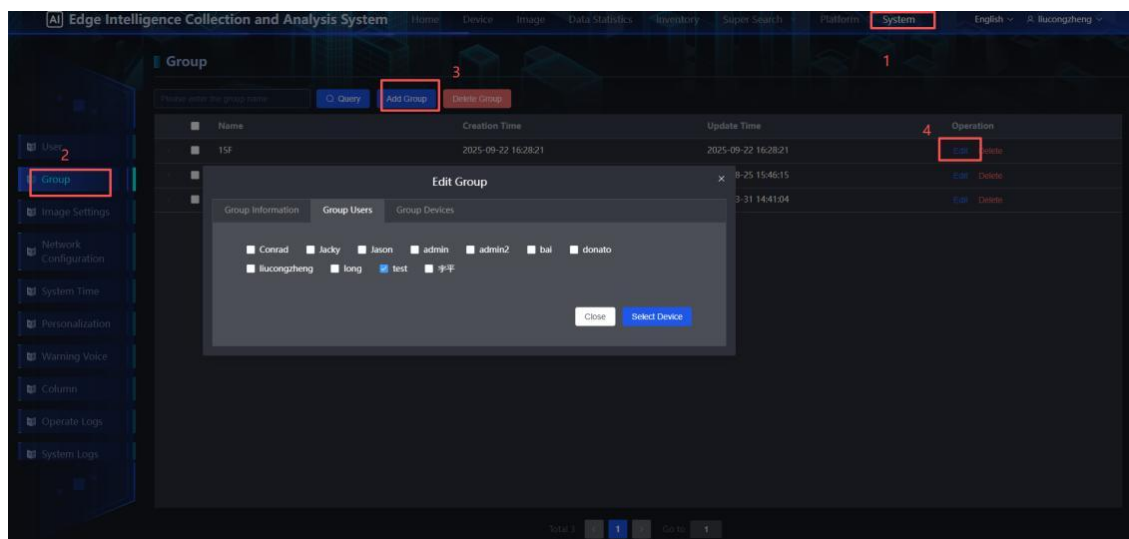 AI Edge Intelligence Collection and Analysis System Home Device Image Data Statistics Inventory Super Search Platform System English liucongzheng
Group
1
3
Please enter the group name Query Add Group Delete Group
Name Creation Time Update Time Operation
4
User
15F 2025-09-22 16:28:21 2025-09-22 16:28:21 Edit Delete
2
Group
Edit Group ×
8-25 15:46:15 Edit Delete
3-31 14:41:04 Edit Delete
Image Settings
Group Information Group Users Group Devices
Network
Configuration
Conrad Jacky Jason admin admin2 bai donato
liucongzheng long test 宇平
System Time
Close Select Device
Personalization
Warning Voice
Column
Operate Logs
System Logs
Total 3 1 Go to 1